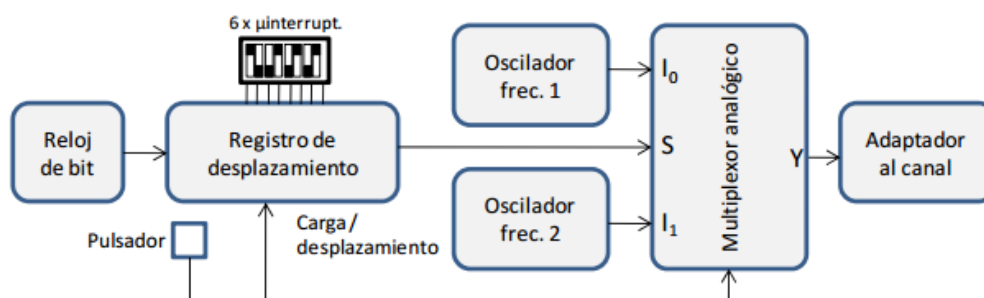 6 x µinterrupt.
Reloj
de bit
Registro de
desplazamiento
Pulsador
Carga/
desplazamiento
Oscilador
frec. 1
Oscilador
frec. 2
I₀
S
I₁
Multiplexor analógico
Y
Adaptador
al canal